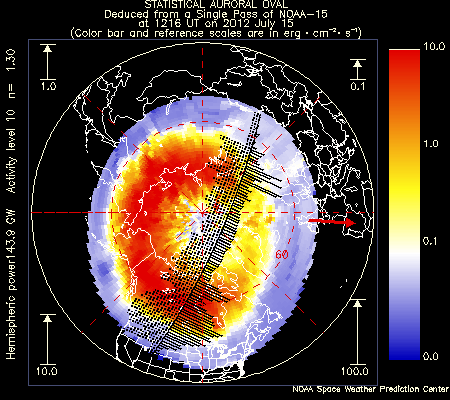 STATISTICAL AURORAL OVAL
Deduced from a Single Pass of NOAA-15
at 1216 UT on 2012 July 15
(Color bar and reference scales are in erg · cm⁻² · s⁻¹)
Hemispheric power143.9 GW Activity level 10 n= 1.30
1.0
0.1
10.0
100.0
60
10.0
1.0
0.1
0.0
NOAA Space Weather Prediction Center